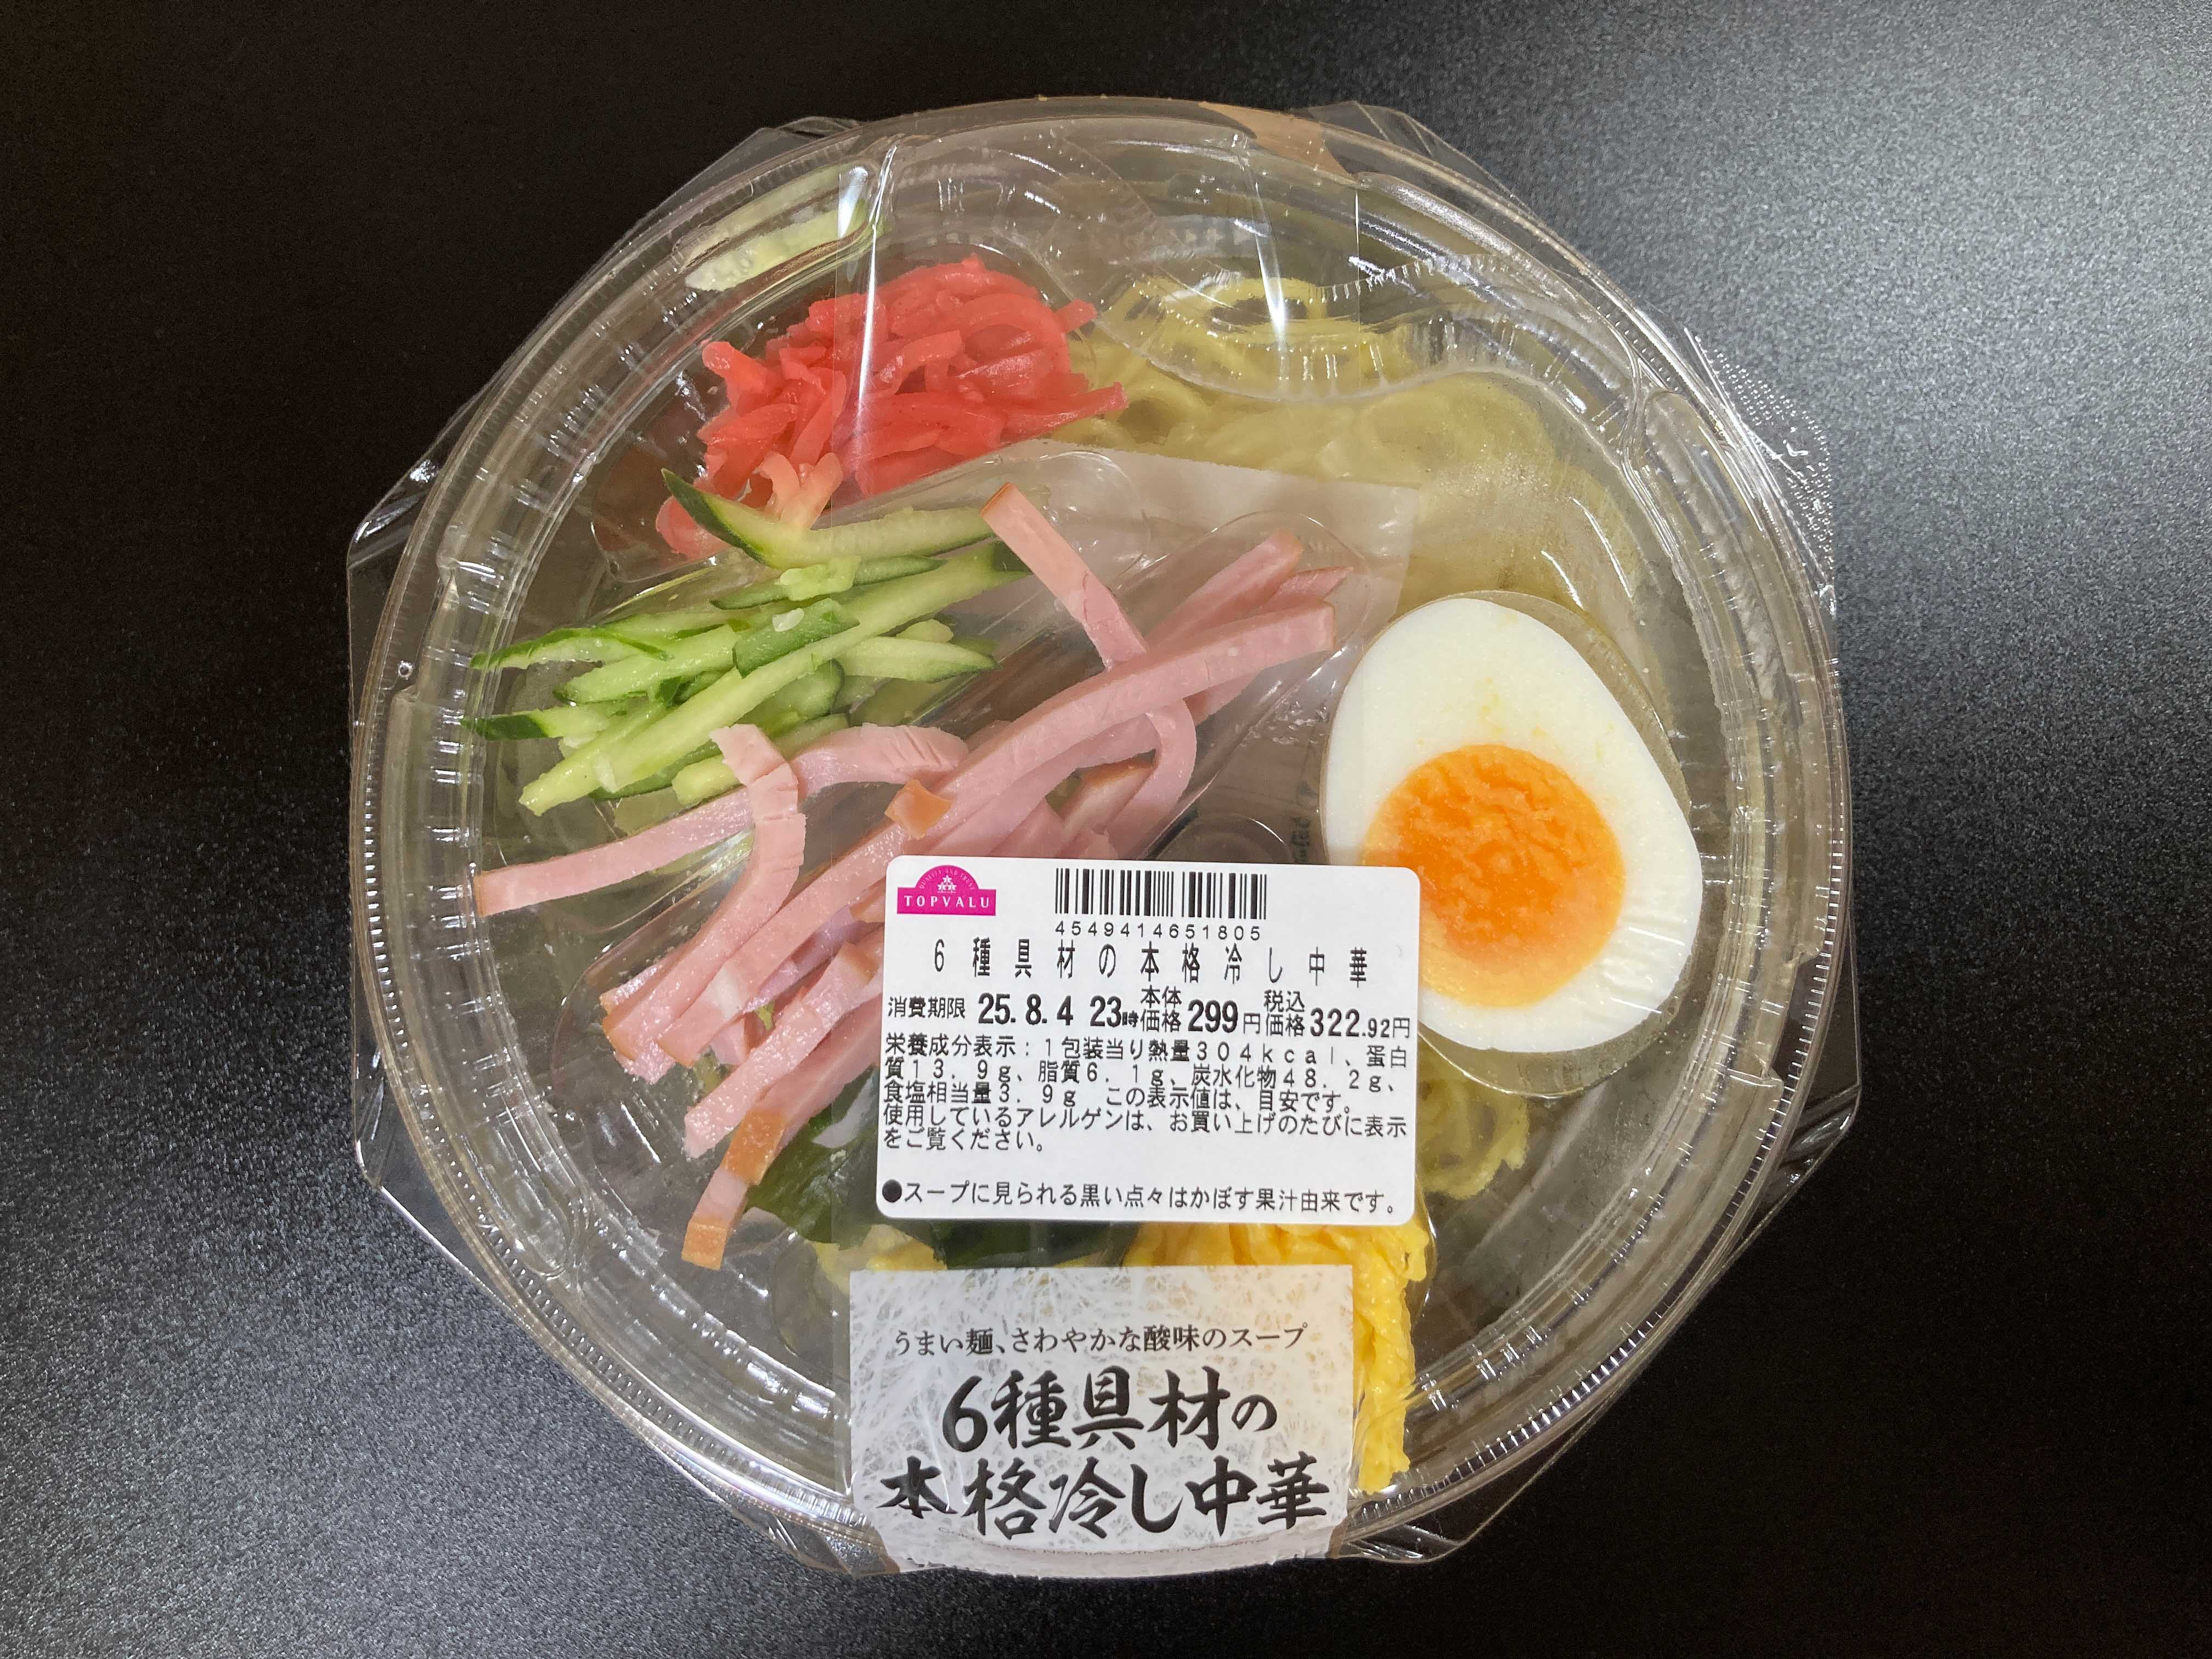 QUALITY AND TRUST
TOPVALU
4549414651805
6種具材の本格冷し中華
消費期限 25.8.4 23時 本体価格299円 税込価格322.92円
栄養成分表示:1包装当り熱量304kcal、蛋白
質13.9g、脂質6.1g、炭水化物48.2g、
食塩相当量3.9g この表示値は、目安です。
使用しているアレルゲンは、お買い上げのたびに表示
をご覧ください。
●スープに見られる黒い点々はかぼす果汁由来です。
うまい麺、さわやかな酸味のスープ
6種具材の
本格冷し中華